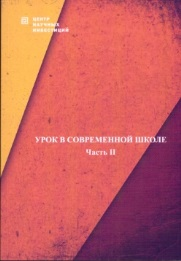 ЦЕНТР
НАУЧНЫХ
ИНВЕСТИЦИЙ
УРОК В СОВРЕМЕННОЙ ШКОЛЕ
Часть II